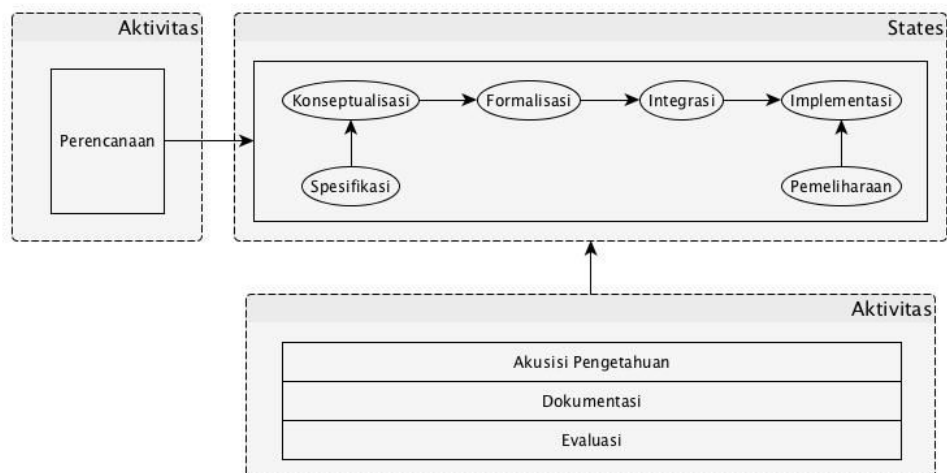 Aktivitas
Perencanaan
States
Konseptualisasi
Formalisasi
Integrasi
Implementasi
Spesifikasi
Pemeliharaan
Aktivitas
Akusisi Pengetahuan
Dokumentasi
Evaluasi